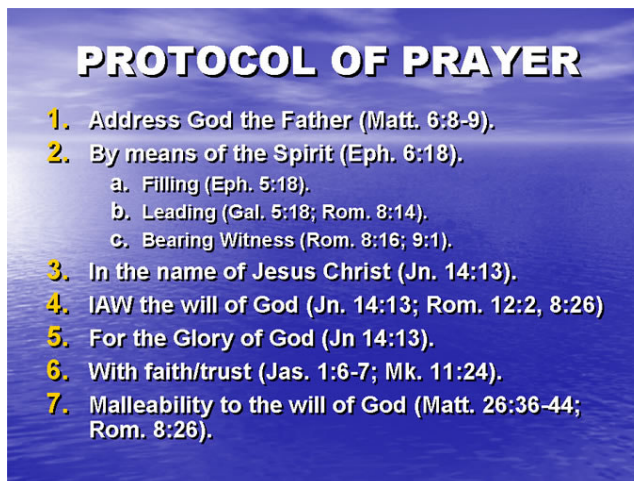 PROTOCOL OF PRAYER
1. Address God the Father (Matt. 6:8-9).
2. By means of the Spirit (Eph. 6:18).
a. Filling (Eph. 5:18).
b. Leading (Gal. 5:18; Rom. 8:14).
c. Bearing Witness (Rom. 8:16; 9:1).
3. In the name of Jesus Christ (Jn. 14:13).
4. IAW the will of God (Jn. 14:13; Rom. 12:2, 8:26)
5. For the Glory of God (Jn 14:13).
6. With faith/trust (Jas. 1:6-7; Mk. 11:24).
7. Malleability to the will of God (Matt. 26:36-44;
Rom. 8:26).